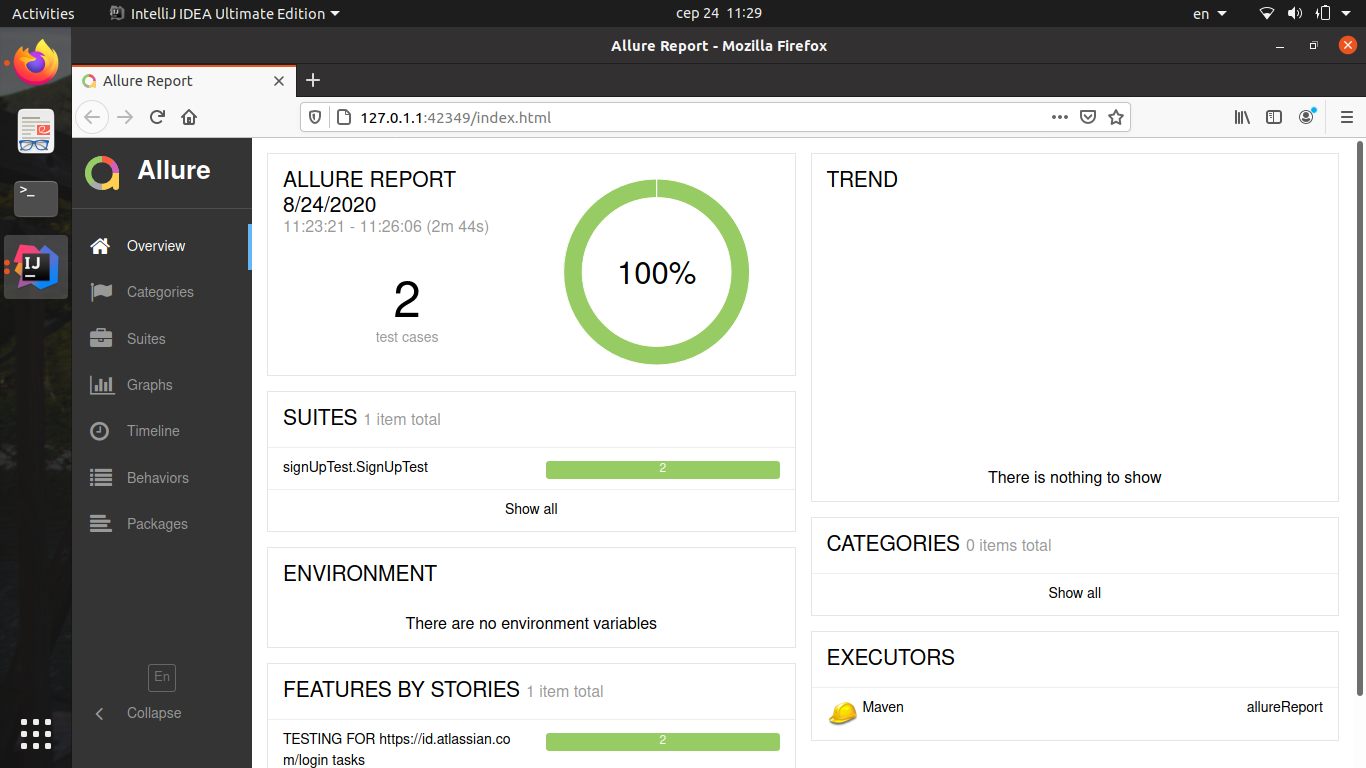 Activities
IntelliJ IDEA Ultimate Edition
сер 24 11:29
en
Allure Report - Mozilla Firefox
Allure Report
127.0.1.1:42349/index.html
Allure
Overview
Categories
Suites
Graphs
Timeline
Behaviors
Packages
En
Collapse
ALLURE REPORT
8/24/2020
11:23:21 - 11:26:06 (2m 44s)
2
test cases
100%
SUITES 1 item total
signUpTest.SignUpTest 2
Show all
ENVIRONMENT
There are no environment variables
FEATURES BY STORIES 1 item total
TESTING FOR https://id.atlassian.co 2
m/login tasks
TREND
There is nothing to show
CATEGORIES 0 items total
Show all
EXECUTORS
Maven allureReport
>_
IJ